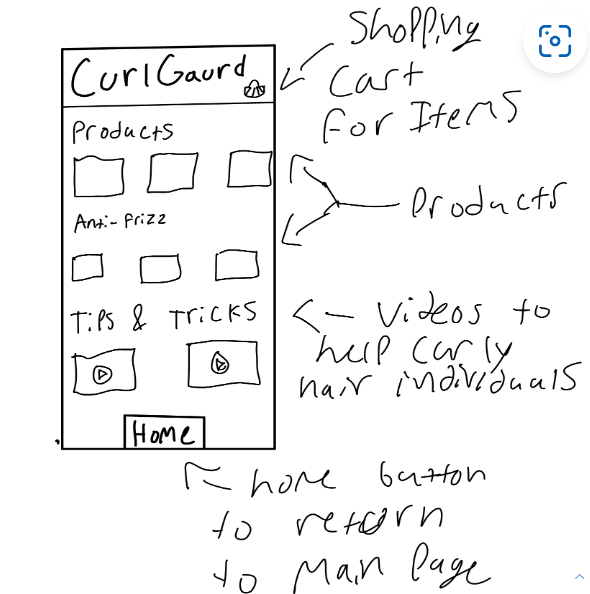 CurlGaurd
Products
Anti-frizz
Tips & Tricks
Home
Shopping
Cart
For Items
Products
Videos to
help Curly
hair individuals
home button
to return
to Main Page